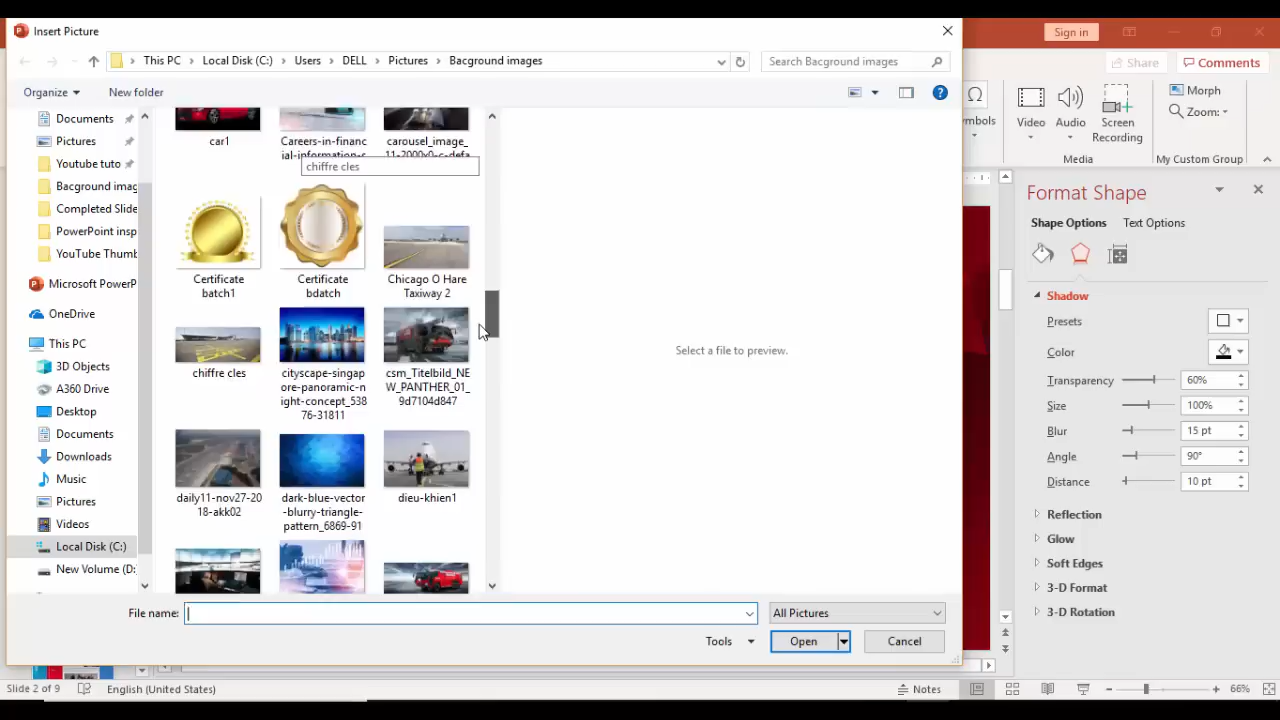 Insert Picture
Sign in
This PC
Local Disk (C:)
Users
DELL
Pictures
Bacground images
Search Bacground images
Share
Comments
Organize
New folder
Morph
Zoom
Video
Audio
Screen
Recording
Media
My Custom Group
Documents
Pictures
Youtube tuto
Bacground imag
Completed Slide
PowerPoint insp
YouTube Thumb
Microsoft PowerP
OneDrive
This PC
3D Objects
A360 Drive
Desktop
Documents
Downloads
Music
Pictures
Videos
Local Disk (C:)
New Volume (D:
car1
Careers-in-financ
carousel_image_
chiffre cles
Certificate
batch1
Certificate
bdatch
Chicago O Hare
Taxiway 2
chiffre cles
cityscape-singap
ore-panoramic-n
ight-concept_538
76-31811
csm_Titelbild_NE
W_PANTHER_01_
9d7104d847
daily11-nov27-20
18-akk02
dark-blue-vector
-blurry-triangle-
pattern_6869-91
dieu-khien1
Select a file to preview.
File name:
All Pictures
Tools
Open
Cancel
Format Shape
Shape Options
Text Options
Shadow
Presets
Color
Transparency
60%
Size
100%
Blur
15 pt
Angle
90°
Distance
10 pt
Reflection
Glow
Soft Edges
3-D Format
3-D Rotation
Slide 2 of 9
English (United States)
Notes
66%